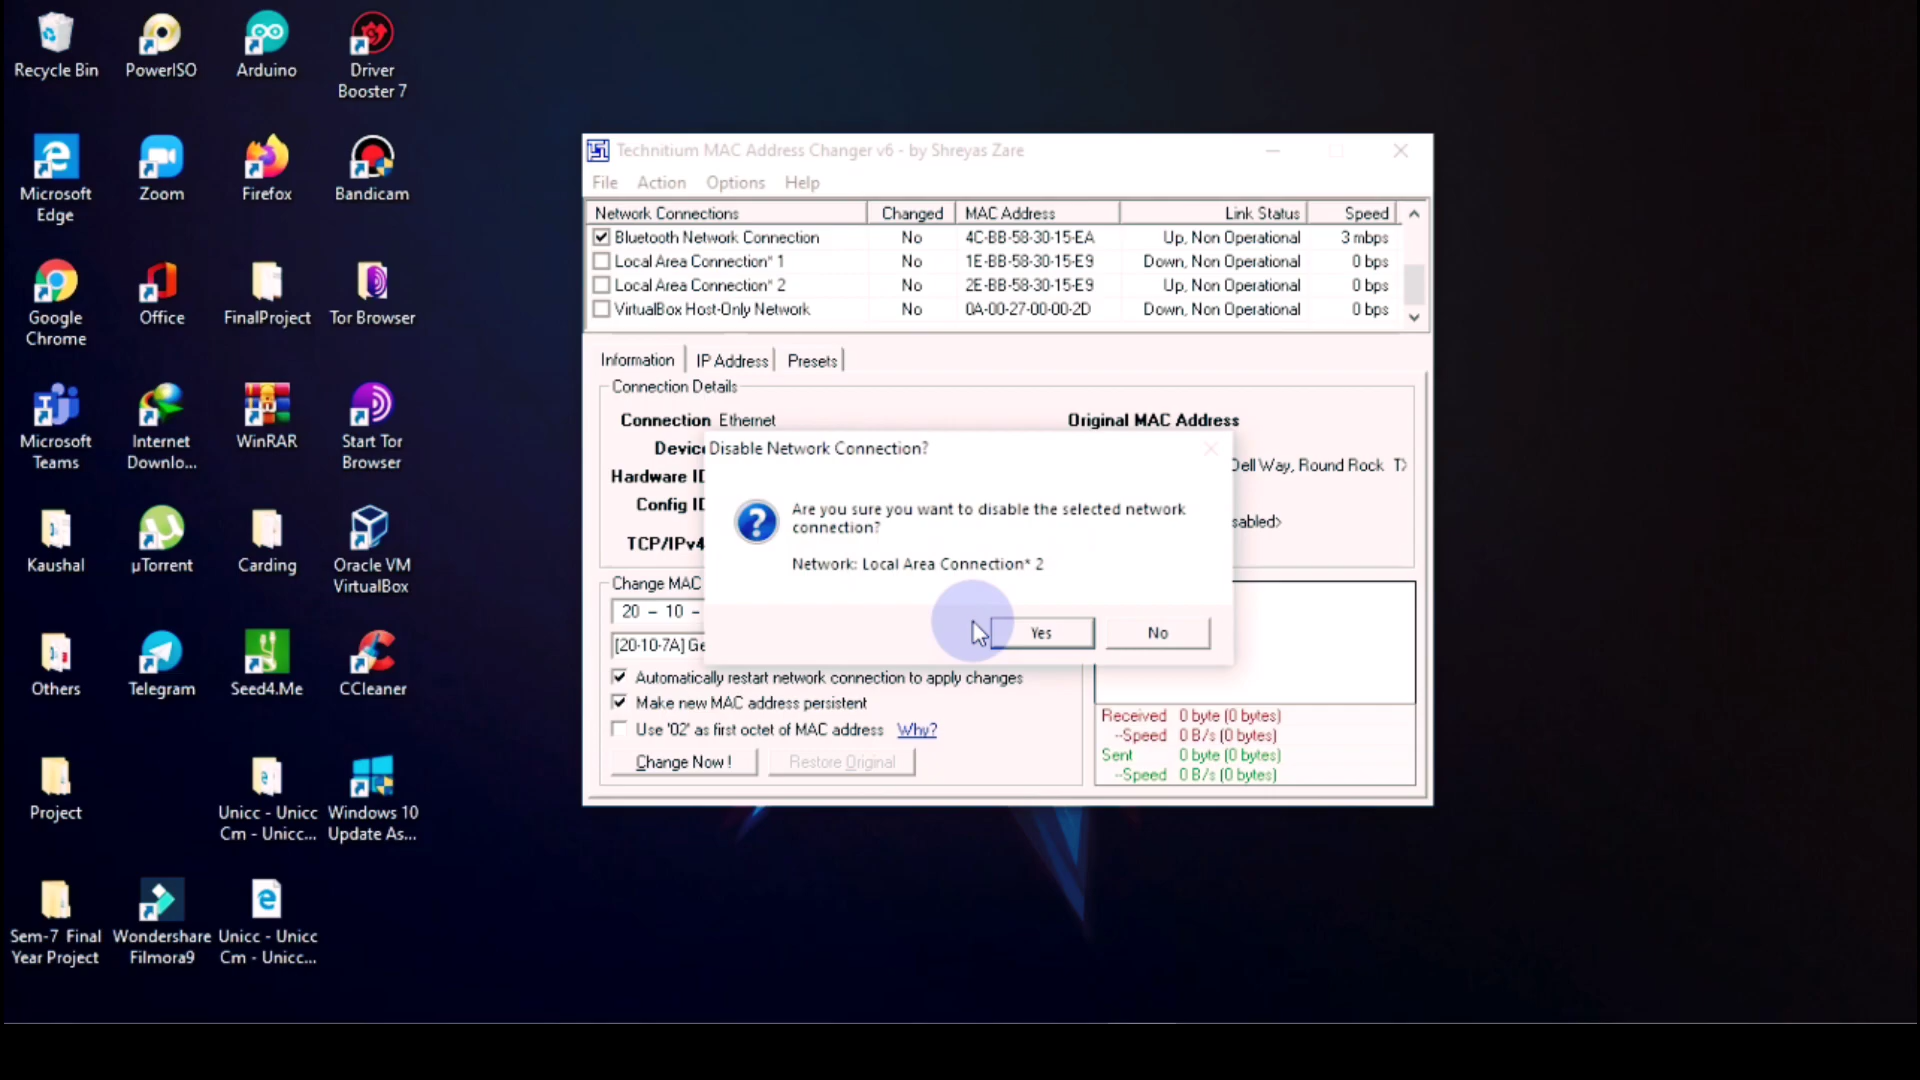 Recycle Bin
PowerISO
Arduino
Driver
Booster 7
Microsoft
Edge
Zoom
Firefox
Bandicam
Google
Chrome
Office
FinalProject
Tor Browser
Microsoft
Teams
Internet
Downlo...
WinRAR
Start Tor
Browser
Kaushal
µTorrent
Carding
Oracle VM
VirtualBox
Others
Telegram
Seed4.Me
CCleaner
Project
Unicc - Unicc
Cm - Unicc...
Windows 10
Update As...
Sem-7 Final
Year Project
Wondershare
Filmora9
Unicc - Unicc
Cm - Unicc...
Technitium MAC Address Changer v6 - by Shreyas Zare
File Action Options Help
Network Connections Changed MAC Address Link Status Speed
Bluetooth Network Connection No 4C-BB-58-30-15-EA Up, Non Operational 3 mbps
Local Area Connection* 1 No 1E-BB-58-30-15-E9 Down, Non Operational 0 bps
Local Area Connection* 2 No 2E-BB-58-30-15-E9 Up, Non Operational 0 bps
VirtualBox Host-Only Network No 0A-00-27-00-00-2D Down, Non Operational 0 bps
Information IP Address Presets
Connection Details
Connection Ethernet Original MAC Address
Device
Hardware ID Dell Way, Round Rock
Config ID
sabled>
TCP/IPv4
Disable Network Connection?
Are you sure you want to disable the selected network
connection?
Network: Local Area Connection* 2
Yes No
Change MAC
20 - 10 -
[20-10-7A] Ge
Automatically restart network connection to apply changes
Make new MAC address persistent
Use '02' as first octet of MAC address Why?
Change Now ! Restore Original
Received 0 byte (0 bytes)
--Speed 0 B/s (0 bytes)
Sent 0 byte (0 bytes)
--Speed 0 B/s (0 bytes)